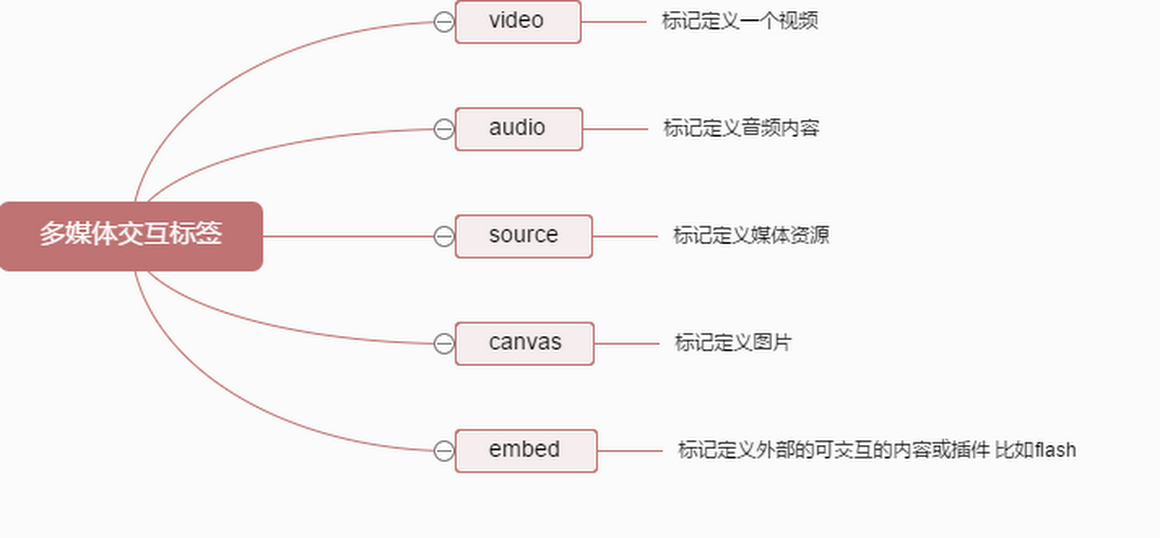 video
标记定义一个视频
audio
标记定义音频内容
多媒体交互标签
source
标记定义媒体资源
canvas
标记定义图片
embed
标记定义外部的可交互的内容或插件 比如flash